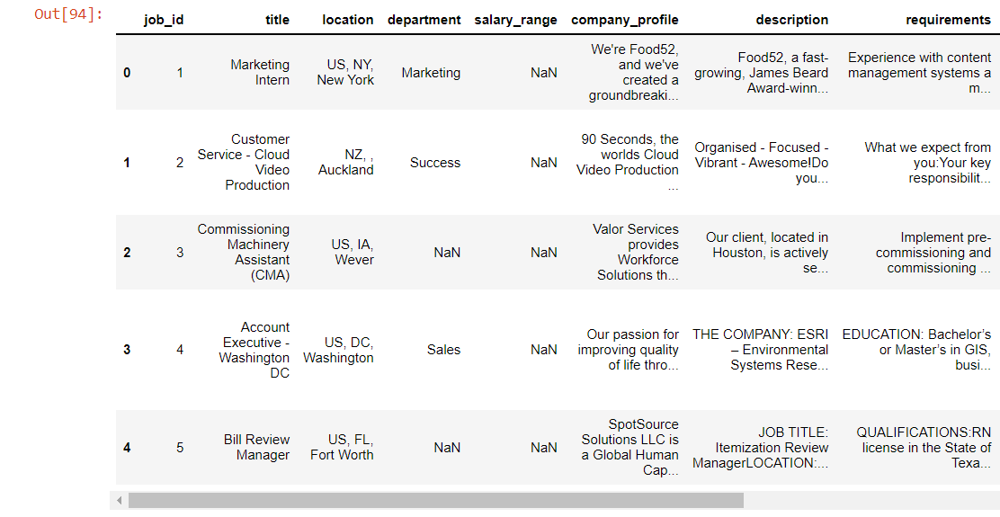 Out[94]:
job_id title location department salary_range company_profile description requirements
0 1 Marketing Intern US, NY, New York Marketing NaN We're Food52, and we've created a groundbreaki... Food52, a fast-growing, James Beard Award-winn... Experience with content management systems a m...
1 2 Customer Service - Cloud Video Production NZ, , Auckland Success NaN 90 Seconds, the worlds Cloud Video Production ... Organised - Focused - Vibrant - Awesome!Do you... What we expect from you:Your key responsibilit...
2 3 Commissioning Machinery Assistant (CMA) US, IA, Wever NaN NaN Valor Services provides Workforce Solutions th... Our client, located in Houston, is actively se... Implement pre-commissioning and commissioning ...
3 4 Account Executive - Washington DC US, DC, Washington Sales NaN Our passion for improving quality of life thro... THE COMPANY: ESRI – Environmental Systems Rese... EDUCATION: Bachelor’s or Master’s in GIS, busi...
4 5 Bill Review Manager US, FL, Fort Worth NaN NaN SpotSource Solutions LLC is a Global Human Cap... JOB TITLE: Itemization Review ManagerLOCATION:... QUALIFICATIONS:RN license in the State of Texa...